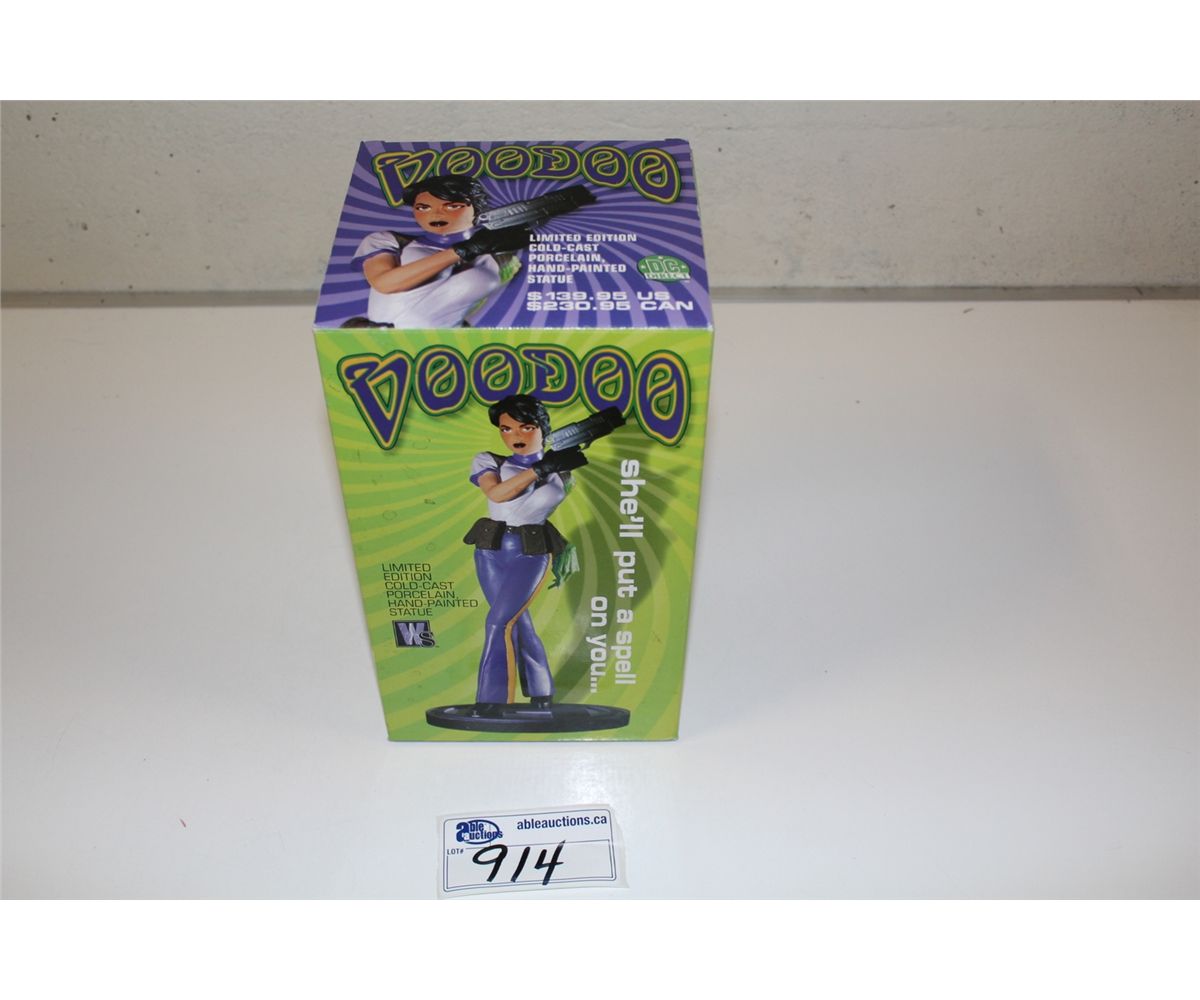 VOODOO
LIMITED EDITION
COLD-CAST
PORCELAIN,
HAND-PAINTED
STATUE
DC
DIRECT
$139.95 US
$230.95 CAN
VOODOO
she'll put a spell
on you...
LIMITED
EDITION
COLD-CAST
PORCELAIN,
HAND-PAINTED
STATUE
WS
able auctions
ableauctions.ca
LOT#
914